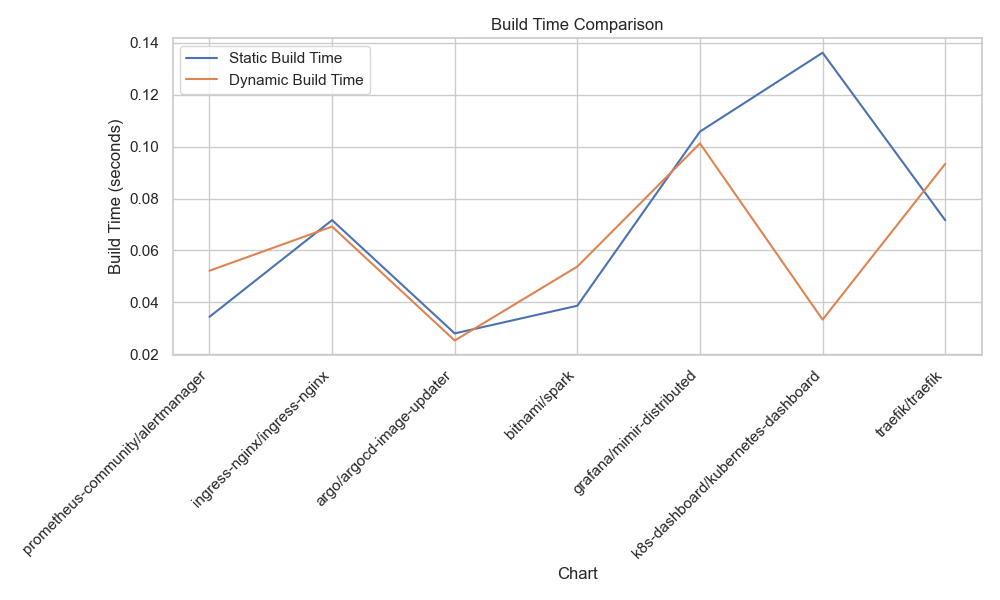 Build Time Comparison
Static Build Time
Dynamic Build Time
Build Time (seconds)
0.14
0.12
0.10
0.08
0.06
0.04
0.02
prometheus-community/alertmanager
ingress-nginx/ingress-nginx
argo/argocd-image-updater
bitnami/spark
grafana/mimir-distributed
k8s-dashboard/kubernetes-dashboard
traefik/traefik
Chart